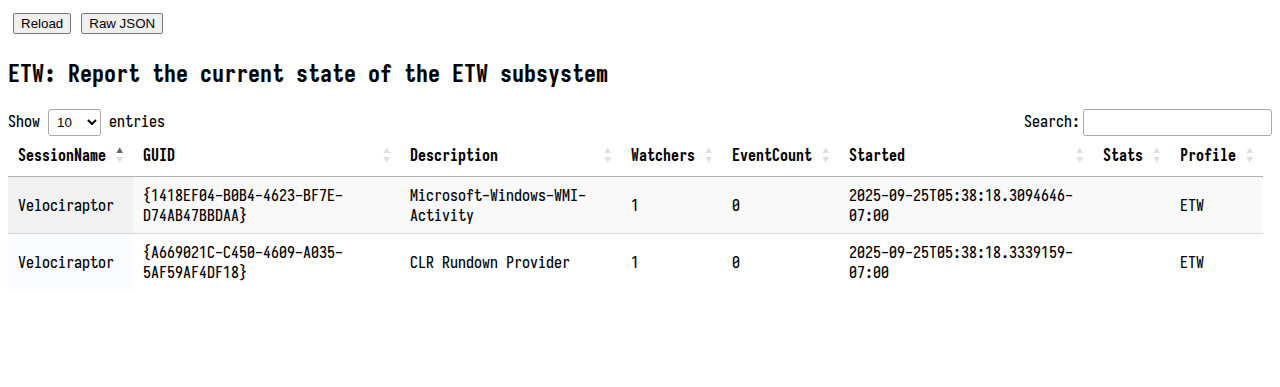 Reload Raw JSON
ETW: Report the current state of the ETW subsystem
Show 10 entries Search:
SessionName GUID Description Watchers EventCount Started Stats Profile
Velociraptor {1418EF04-B0B4-4623-BF7E-D74AB47BBDAA} Microsoft-Windows-WMI-Activity 1 0 2025-09-25T05:38:18.3094646-07:00 ETW
Velociraptor {A669021C-C450-4609-A035-5AF59AF4DF18} CLR Rundown Provider 1 0 2025-09-25T05:38:18.3339159-07:00 ETW